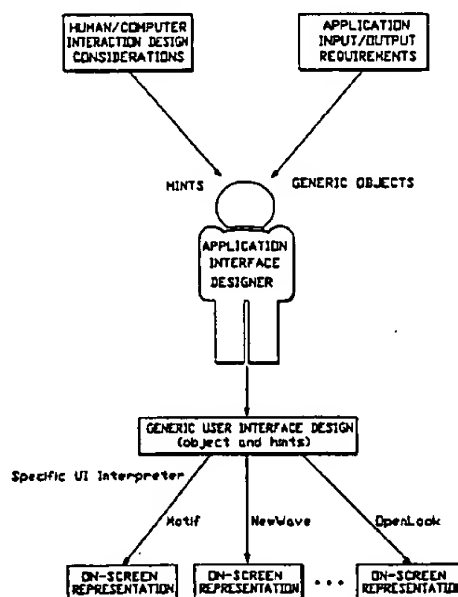 HUMAN/COMPUTER
INTERACTION DESIGN
CONSIDERATIONS
APPLICATION
INPUT/OUTPUT
REQUIREMENTS
HINTS
GENERIC OBJECTS
APPLICATION
INTERFACE
DESIGNER
GENERIC USER INTERFACE DESIGN
(object and hints)
Specific UI Interpreter
Motif
NewWave
OpenLook
ON-SCREEN
REPRESENTATION
ON-SCREEN
REPRESENTATION
...
ON-SCREEN
REPRESENTATION